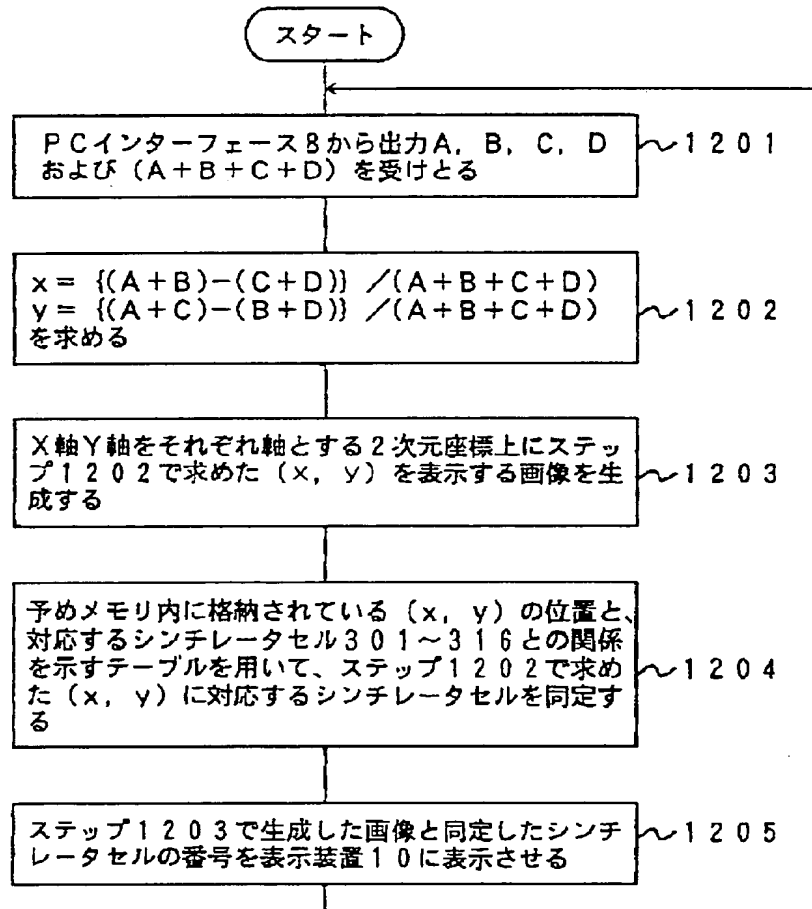 スタート
PCインターフェース8から出力A, B, C, D
および (A+B+C+D) を受けとる
1201
x = {(A+B)-(C+D)} /(A+B+C+D)
y = {(A+C)-(B+D)} /(A+B+C+D)
を求める
1202
X軸Y軸をそれぞれ軸とする2次元座標上にステッ
プ1202で求めた (x, y) を表示する画像を生
成する
1203
予めメモリ内に格納されている (x, y) の位置と、
対応するシンチレータセル301~316との関係
を示すテーブルを用いて、ステップ1202で求め
た (x, y) に対応するシンチレータセルを同定す
る
1204
ステップ1203で生成した画像と同定したシンチ
レータセルの番号を表示装置10に表示させる
1205